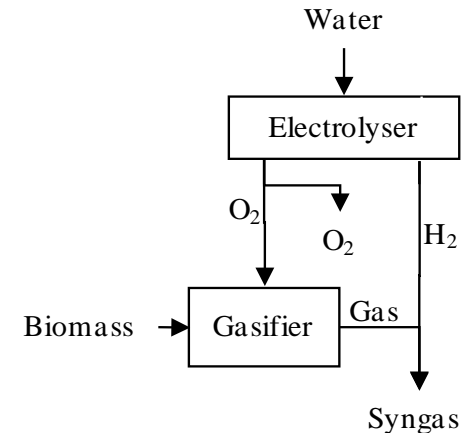 Water
Electrolyser
O₂
O₂
H₂
Gas
Biomass
Gasifier
Syngas